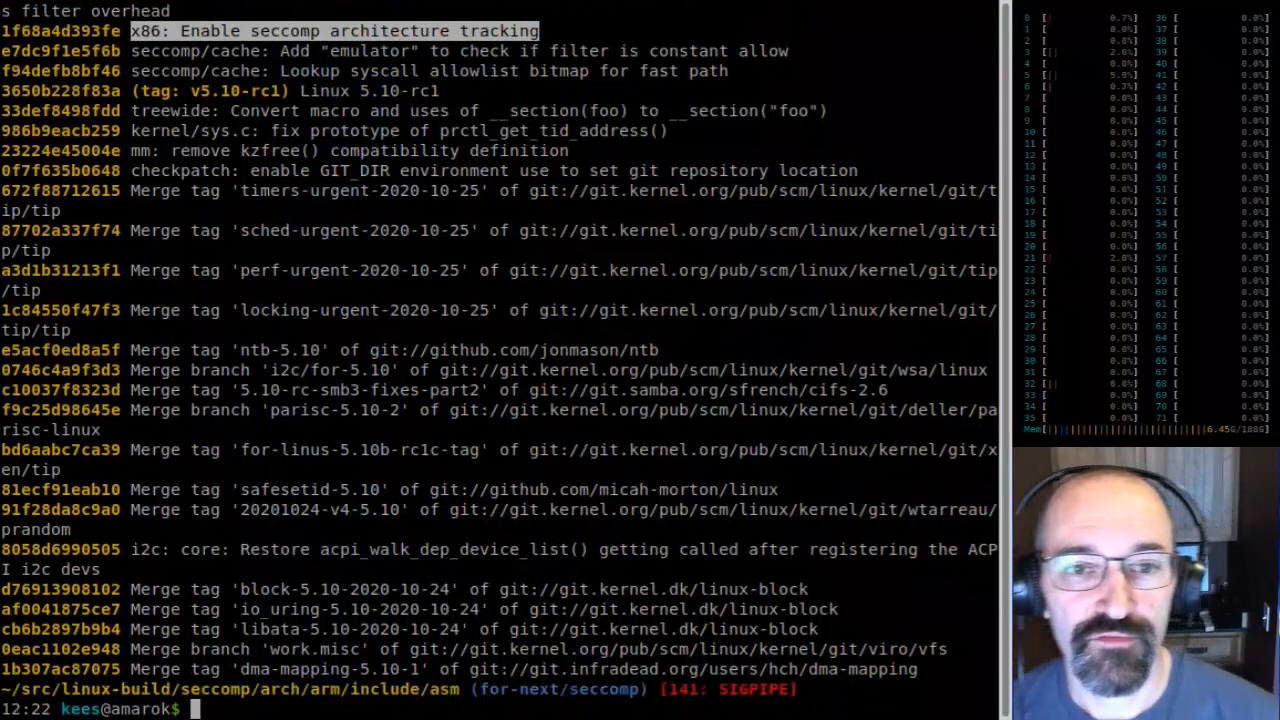 s filter overhead
1f68a4d393fe x86: Enable seccomp architecture tracking
e7dc9f1e5f6b seccomp/cache: Add "emulator" to check if filter is constant allow
f94defb8bf46 seccomp/cache: Lookup syscall allowlist bitmap for fast path
3650b228f83a (tag: v5.10-rc1) Linux 5.10-rc1
33def8498fdd treewide: Convert macro and uses of __section(foo) to __section("foo")
986b9eacb259 kernel/sys.c: fix prototype of prctl_get_tid_address()
23224e45004e mm: remove kzfree() compatibility definition
0f7f635b0648 checkpatch: enable GIT_DIR environment use to set git repository location
672f88712615 Merge tag 'timers-urgent-2020-10-25' of git://git.kernel.org/pub/scm/linux/kernel/git/t
ip/tip
87702a337f74 Merge tag 'sched-urgent-2020-10-25' of git://git.kernel.org/pub/scm/linux/kernel/git/ti
p/tip
a3d1b31213f1 Merge tag 'perf-urgent-2020-10-25' of git://git.kernel.org/pub/scm/linux/kernel/git/tip
/tip
1c84550f47f3 Merge tag 'locking-urgent-2020-10-25' of git://git.kernel.org/pub/scm/linux/kernel/git/
tip/tip
e5acf0ed8a5f Merge tag 'ntb-5.10' of git://github.com/jonmason/ntb
0746c4a9f3d3 Merge branch 'i2c/for-5.10' of git://git.kernel.org/pub/scm/linux/kernel/git/wsa/linux
c10037f8323d Merge tag '5.10-rc-smb3-fixes-part2' of git://git.samba.org/sfrench/cifs-2.6
f9c25d98645e Merge branch 'parisc-5.10-2' of git://git.kernel.org/pub/scm/linux/kernel/git/deller/pa
risc-linux
bd6aabc7ca39 Merge tag 'for-linus-5.10b-rc1c-tag' of git://git.kernel.org/pub/scm/linux/kernel/git/x
en/tip
81ecf91eab10 Merge tag 'safesetid-5.10' of git://github.com/micah-morton/linux
91f28da8c9a0 Merge tag '20201024-v4-5.10' of git://git.kernel.org/pub/scm/linux/kernel/git/wtarreau/
prandom
8058d6990505 i2c: core: Restore acpi_walk_dep_device_list() getting called after registering the ACP
I i2c devs
d76913908102 Merge tag 'block-5.10-2020-10-24' of git://git.kernel.dk/linux-block
af0041875ce7 Merge tag 'io_uring-5.10-2020-10-24' of git://git.kernel.dk/linux-block
cb6b2897b9b4 Merge tag 'libata-5.10-2020-10-24' of git://git.kernel.dk/linux-block
0eac1102e948 Merge branch 'work.misc' of git://git.kernel.org/pub/scm/linux/kernel/git/viro/vfs
1b307ac87075 Merge tag 'dma-mapping-5.10-1' of git://git.infradead.org/users/hch/dma-mapping
~/src/linux-build/seccomp/arch/arm/include/asm (for-next/seccomp) [141: SIGPIPE]
12:22 kees@amarok$